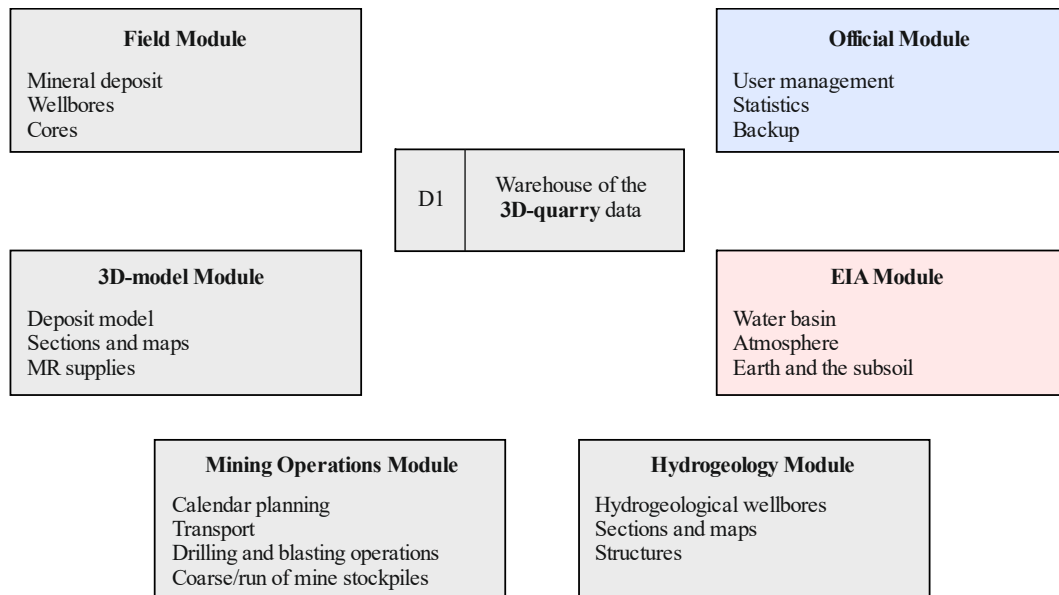 Field Module
Mineral deposit
Wellbores
Cores
Official Module
User management
Statistics
Backup
D1
Warehouse of the
3D-quarry data
3D-model Module
Deposit model
Sections and maps
MR supplies
EIA Module
Water basin
Atmosphere
Earth and the subsoil
Mining Operations Module
Calendar planning
Transport
Drilling and blasting operations
Coarse/run of mine stockpiles
Hydrogeology Module
Hydrogeological wellbores
Sections and maps
Structures